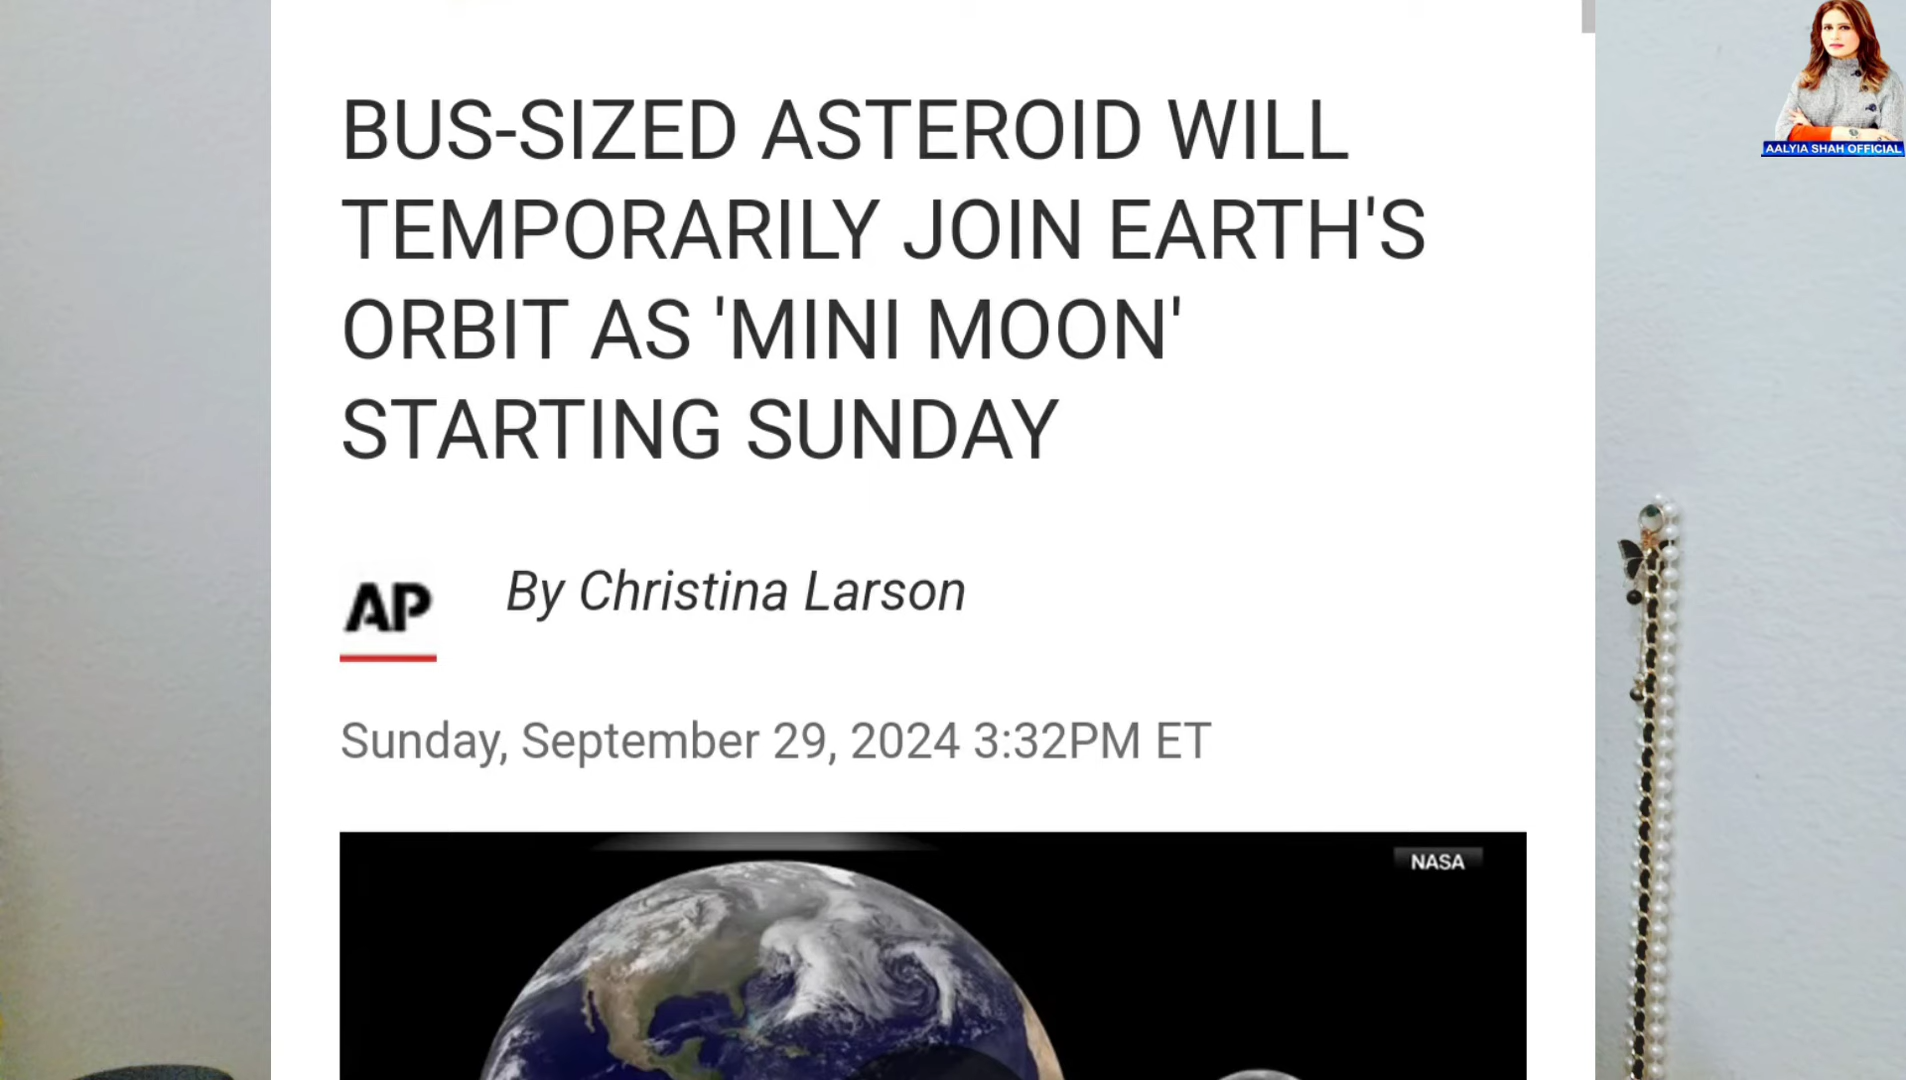 BUS-SIZED ASTEROID WILL
TEMPORARILY JOIN EARTH'S
ORBIT AS 'MINI MOON'
STARTING SUNDAY
AP
By Christina Larson
Sunday, September 29, 2024 3:32PM ET
NASA
AALYIA SHAH OFFICIAL